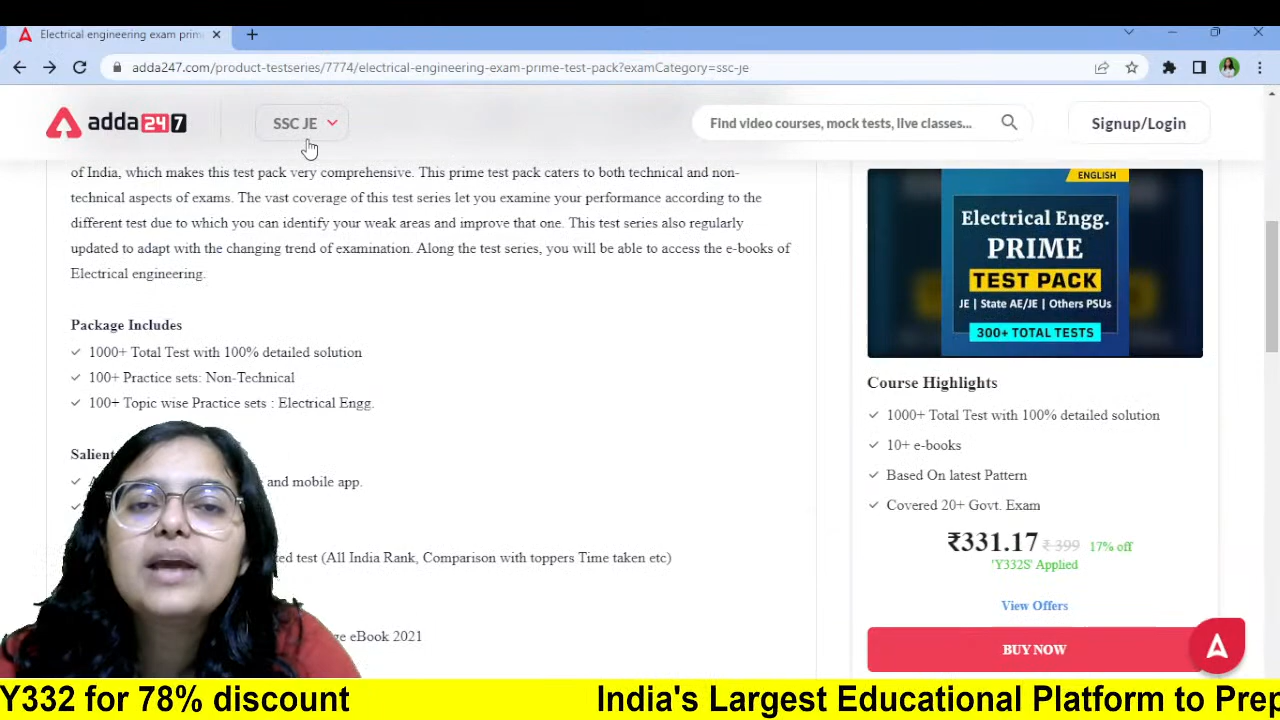 Electrical engineering exam prim
adda247.com/product-testseries/7774/electrical-engineering-exam-prime-test-pack?examCategory=ssc-je
adda247
SSC JE
Find video courses, mock tests, live classes...
Signup/Login
of India, which makes this test pack very comprehensive. This prime test pack caters to both technical and non-
technical aspects of exams. The vast coverage of this test series let you examine your performance according to the
different test due to which you can identify your weak areas and improve that one. This test series also regularly
updated to adapt with the changing trend of examination. Along the test series, you will be able to access the e-books of
Electrical engineering.
Package Includes
1000+ Total Test with 100% detailed solution
100+ Practice sets: Non-Technical
100+ Topic wise Practice sets : Electrical Engg.
Salient
and mobile app.
test (All India Rank, Comparison with toppers Time taken etc)
eBook 2021
ENGLISH
Electrical Engg.
PRIME
TEST PACK
JE | State AE/JE | Others PSUs
300+ TOTAL TESTS
Course Highlights
1000+ Total Test with 100% detailed solution
10+ e-books
Based On latest Pattern
Covered 20+ Govt. Exam
₹331.17 ₹ 399 17% off
'Y332S' Applied
View Offers
BUY NOW
Y332 for 78% discount
India's Largest Educational Platform to Prep